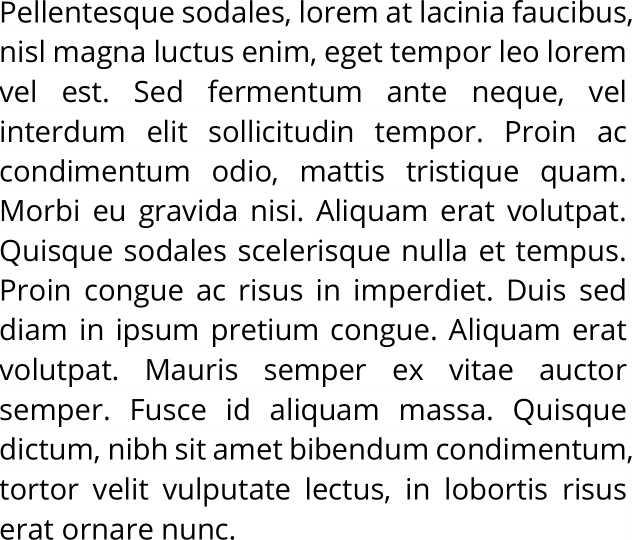 Pellentesque sodales, lorem at lacinia faucibus,
nisl magna luctus enim, eget tempor leo lorem
vel est. Sed fermentum ante neque, vel
interdum elit sollicitudin tempor. Proin ac
condimentum odio, mattis tristique quam.
Morbi eu gravida nisi. Aliquam erat volutpat.
Quisque sodales scelerisque nulla et tempus.
Proin congue ac risus in imperdiet. Duis sed
diam in ipsum pretium congue. Aliquam erat
volutpat. Mauris semper ex vitae auctor
semper. Fusce id aliquam massa. Quisque
dictum, nibh sit amet bibendum condimentum,
tortor velit vulputate lectus, in lobortis risus
erat ornare nunc.